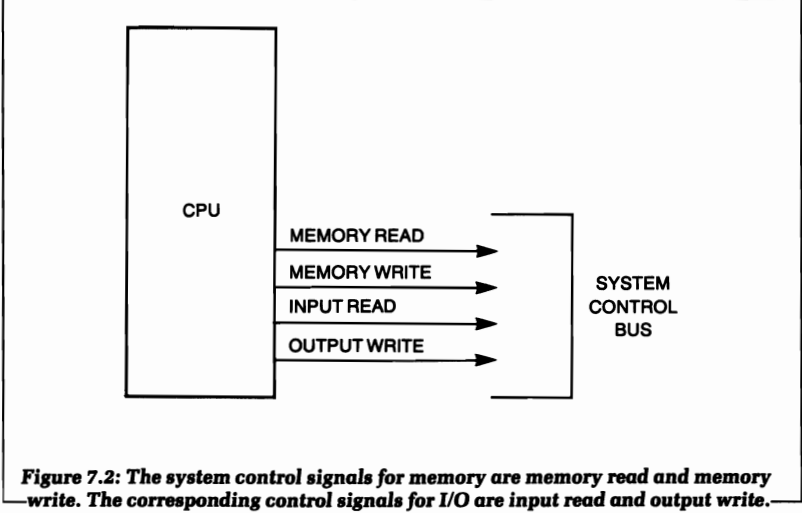 CPU
MEMORY READ
MEMORY WRITE
INPUT READ
OUTPUT WRITE
SYSTEM
CONTROL
BUS
Figure 7.2: The system control signals for memory are memory read and memory
write. The corresponding control signals for I/O are input read and output write.